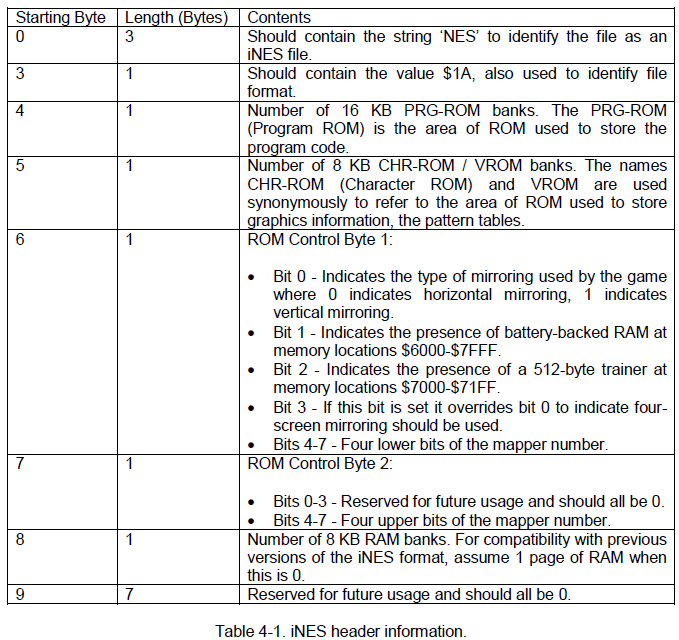 Starting Byte Length (Bytes) Contents
0 3 Should contain the string ‘NES’ to identify the file as an
iNES file.
3 1 Should contain the value $1A, also used to identify file
format.
4 1 Number of 16 KB PRG-ROM banks. The PRG-ROM
(Program ROM) is the area of ROM used to store the
program code.
5 1 Number of 8 KB CHR-ROM / VROM banks. The names
CHR-ROM (Character ROM) and VROM are used
synonymously to refer to the area of ROM used to store
graphics information, the pattern tables.
6 1 ROM Control Byte 1:
• Bit 0 - Indicates the type of mirroring used by the game
where 0 indicates horizontal mirroring, 1 indicates
vertical mirroring.
• Bit 1 - Indicates the presence of battery-backed RAM at
memory locations $6000-$7FFF.
• Bit 2 - Indicates the presence of a 512-byte trainer at
memory locations $7000-$71FF.
• Bit 3 - If this bit is set it overrides bit 0 to indicate four-
screen mirroring should be used.
• Bits 4-7 - Four lower bits of the mapper number.
7 1 ROM Control Byte 2:
• Bits 0-3 - Reserved for future usage and should all be 0.
• Bits 4-7 - Four upper bits of the mapper number.
8 1 Number of 8 KB RAM banks. For compatibility with previous
versions of the iNES format, assume 1 page of RAM when
this is 0.
9 7 Reserved for future usage and should all be 0.
Table 4-1. iNES header information.